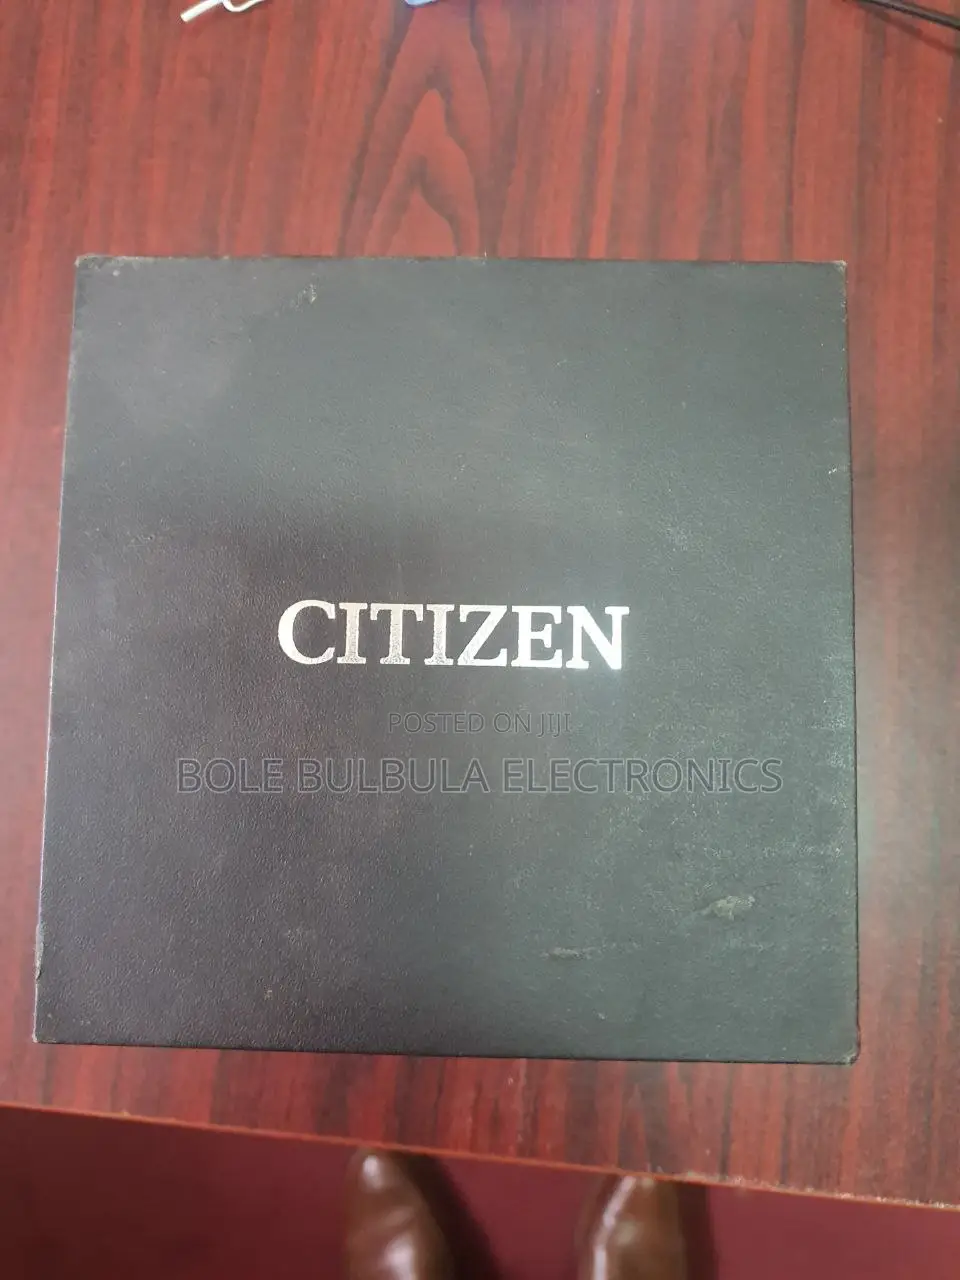 CITIZEN
POSTED ON JIJI
BOLE BULBULA ELECTRONICS